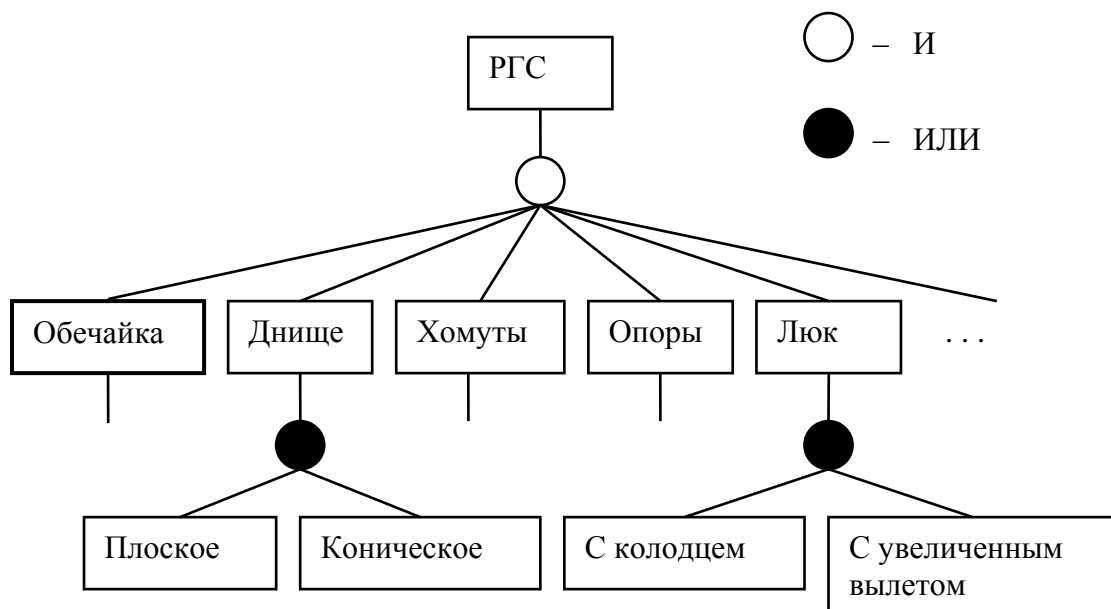 РГС
– И
– ИЛИ
Обечайка
Днище
Хомуты
Опоры
Люк
. . .
Плоское
Коническое
С колодцем
С увеличенным
вылетом